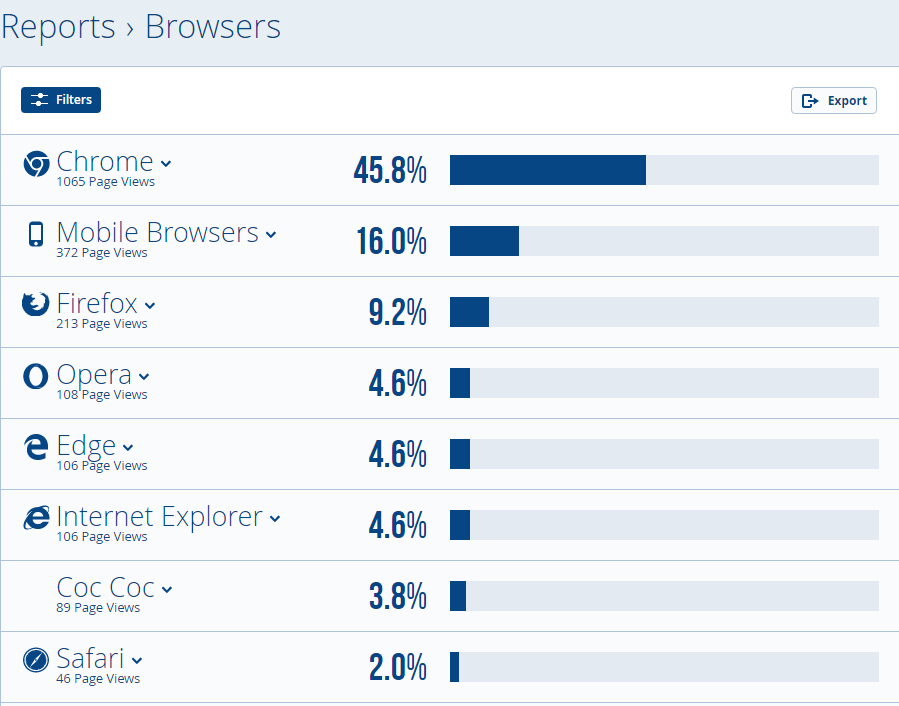 Reports › Browsers
Filters
Export
Chrome
1065 Page Views
45.8%
Mobile Browsers
372 Page Views
16.0%
Firefox
213 Page Views
9.2%
Opera
108 Page Views
4.6%
Edge
106 Page Views
4.6%
Internet Explorer
106 Page Views
4.6%
Coc Coc
89 Page Views
3.8%
Safari
46 Page Views
2.0%